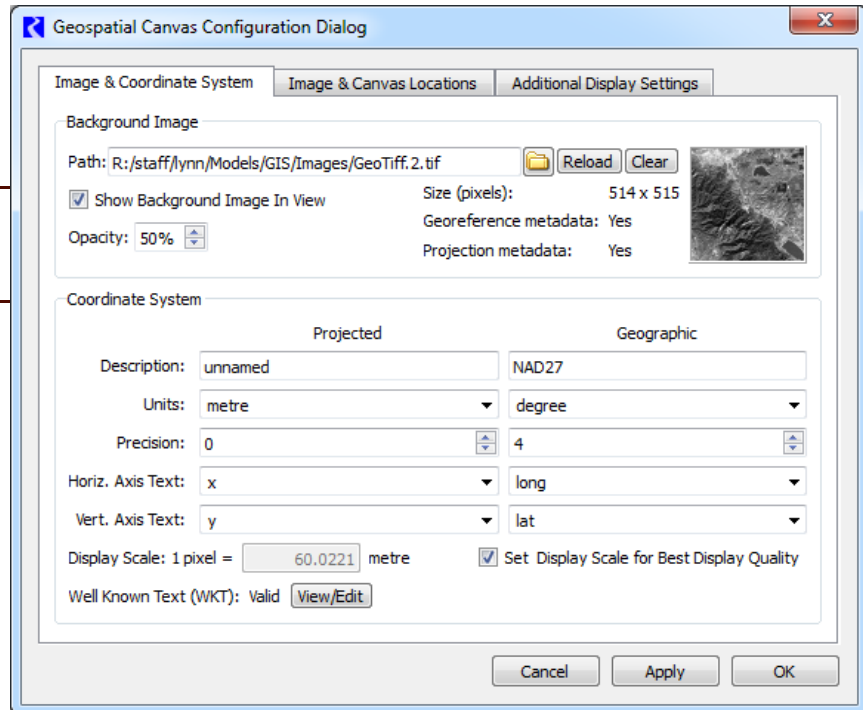 Geospatial Canvas Configuration Dialog
Image & Coordinate System Image & Canvas Locations Additional Display Settings
Background Image
Path: R:/staff/lynn/Models/GIS/Images/GeoTiff.2.tif Reload Clear
Show Background Image In View
Size (pixels): 514 x 515
Georeference metadata: Yes
Opacity: 50%
Projection metadata: Yes
Coordinate System
Projected Geographic
Description: unnamed NAD27
Units: metre degree
Precision: 0 4
Horiz. Axis Text: x long
Vert. Axis Text: y lat
Display Scale: 1 pixel = 60.0221 metre Set Display Scale for Best Display Quality
Well Known Text (WKT): Valid View/Edit
Cancel Apply OK